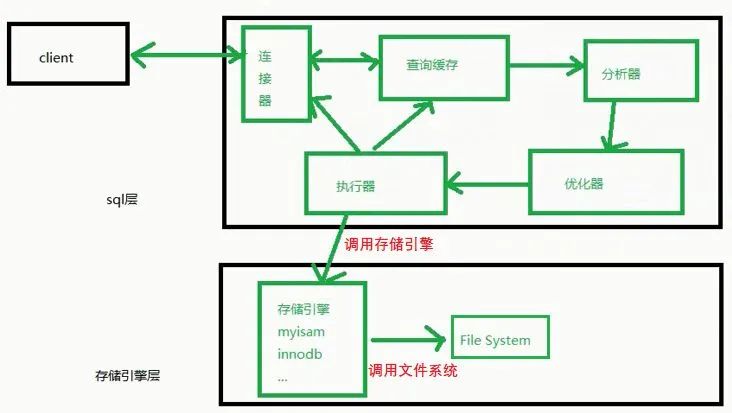 client
连
接
器
查询缓存
分析器
执行器
优化器
sql层
调用存储引擎
存储引擎
myisam
innodb
...
File System
调用文件系统
存储引擎层